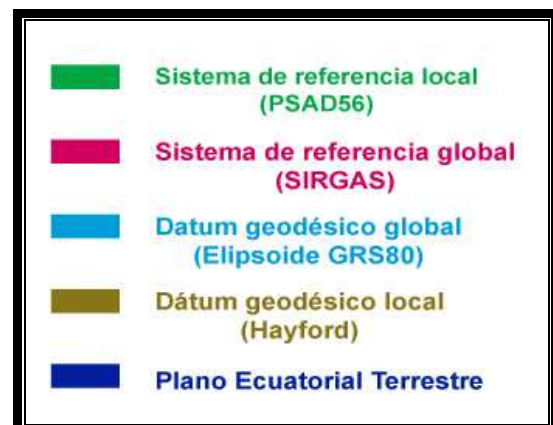 Sistema de referencia local
(PSAD56)
Sistema de referencia global
(SIRGAS)
Datum geodésico global
(Elipsoide GRS80)
Dátum geodésico local
(Hayford)
Plano Ecuatorial Terrestre